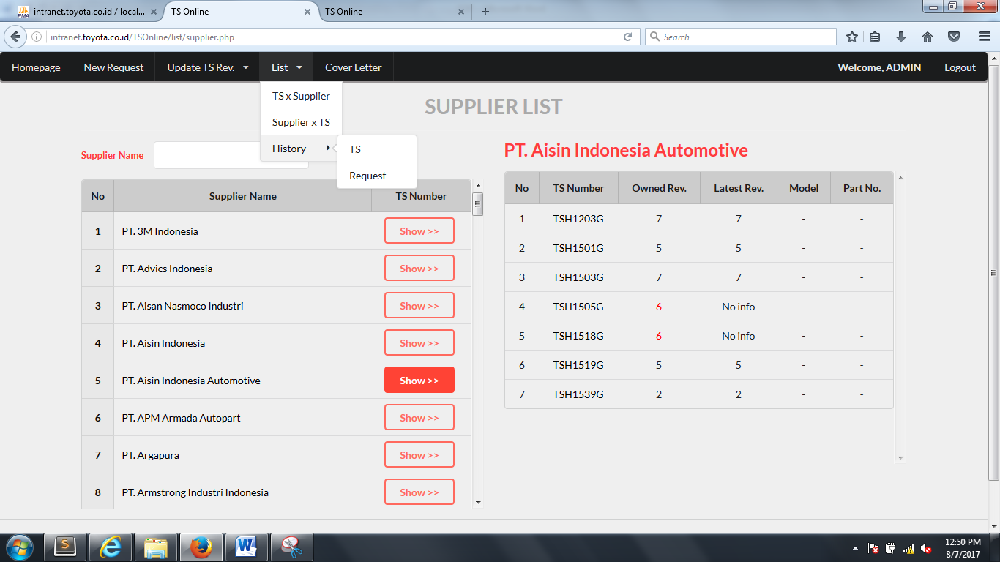 intranet.toyota.co.id / local...
TS Online
TS Online
intranet.toyota.co.id/TSOnline/list/supplier.php
Search
Homepage New Request Update TS Rev. List Cover Letter Welcome, ADMIN Logout
TS x Supplier
Supplier x TS
History
TS
Request
SUPPLIER LIST
Supplier Name
No Supplier Name TS Number
1 PT. 3M Indonesia Show >>
2 PT. Advics Indonesia Show >>
3 PT. Aisan Nasmoco Industri Show >>
4 PT. Aisin Indonesia Show >>
5 PT. Aisin Indonesia Automotive Show >>
6 PT. APM Armada Autopart Show >>
7 PT. Argapura Show >>
8 PT. Armstrong Industri Indonesia Show >>
PT. Aisin Indonesia Automotive
No TS Number Owned Rev. Latest Rev. Model Part No.
1 TSH1203G 7 7 - -
2 TSH1501G 5 5 - -
3 TSH1503G 7 7 - -
4 TSH1505G 6 No info - -
5 TSH1518G 6 No info - -
6 TSH1519G 5 5 - -
7 TSH1539G 2 2 - -
12:50 PM
8/7/2017